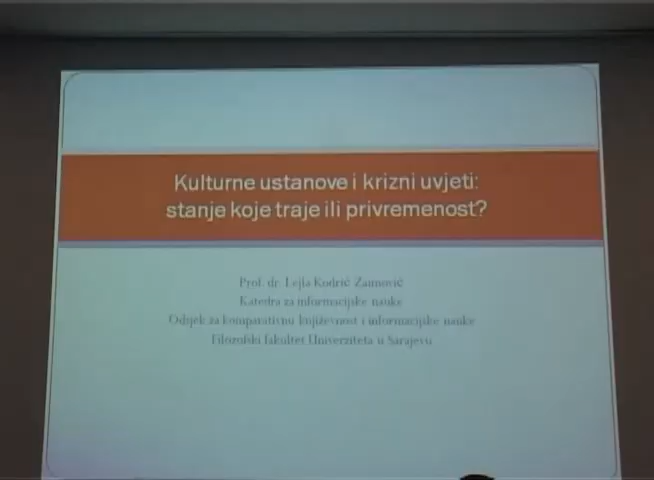 Kulturne ustanove i krizni uvjeti:
stanje koje traje ili privremenost?
Prof. dr. Lejla Kodrić Zaimović
Katedra za informacijske nauke
Odsjek za komparativnu književnost i informacijske nauke
Filozofski fakultet Univerziteta u Sarajevu